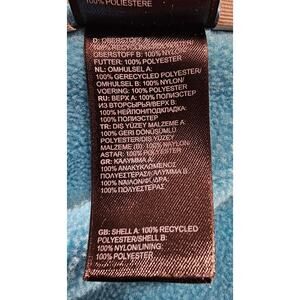 100% POLIESTERE
D: OBERSTOFF A:
100% RECYCLING
OBERSTOFF B: 100% NYLON/
FUTTER: 100% POLYESTER
NL: OMHULSEL A:
100% GERECYCLED POLYESTER/
OMHULSEL B: 100% NYLON/
VOERING: 100% POLYESTER
RU: ВЕРХ А: 100% ПОЛИЭСТЕР
ИЗ ВТОРСЫРЬЯ/ВЕРХ В:
100% НЕЙЛОН/ПОДКЛАДКА:
100% ПОЛИЭСТЕР
TR: DIŞ YÜZEY MALZEME A:
100% GERİ DÖNÜŞÜMLÜ
POLYESTER/DIŞ YÜZEY
MALZEME (B): 100% NAYLON/
ASTAR: 100% POLYESTER
GR: ΚΑΛΥΜΜΑ Α:
100% ΑΝΑΚΥΚΛΩΜΕΝΟΣ
ΠΟΛΥΕΣΤΕΡΑΣ/ΚΑΛΥΜΜΑ Β:
100% ΝΑΙΛΟΝ/ΦΟΔΡΑ:
100% ΠΟΛΥΕΣΤΕΡΑΣ
GB: SHELL A: 100% RECYCLED
POLYESTER/SHELL B: 100%
NYLON/LINING:
100% POLYESTER